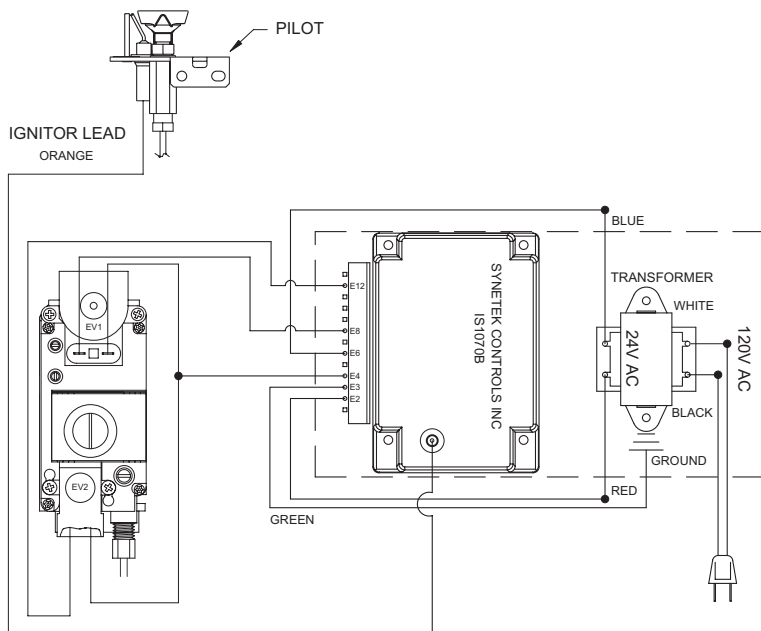 PILOT
IGNITOR LEAD
ORANGE
BLUE
TRANSFORMER
WHITE
E12
E8
E6
E4
E3
E2
SYNETEK CONTROLS INC
IS1070B
24V AC
120V AC
EV1
BLACK
GROUND
EV2
RED
GREEN